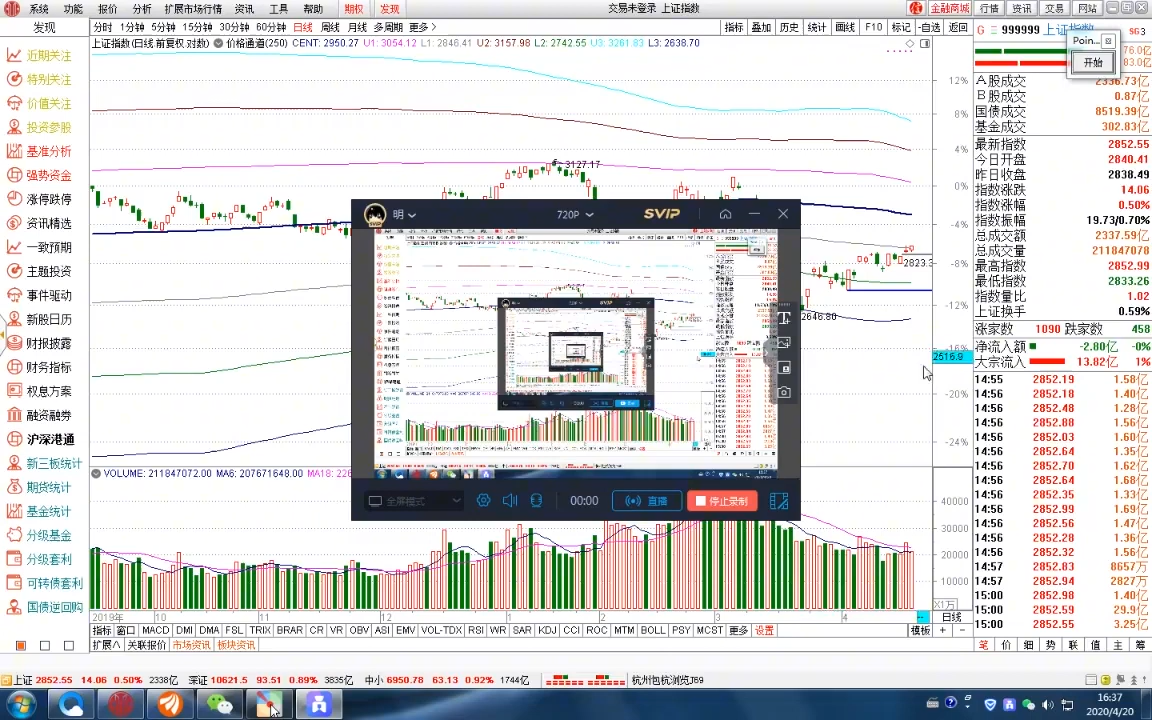 系统 功能 报价 分析 扩展市场行情 资讯 工具 帮助 期权 发现 交易未登录 上证指数 金融商城 行情 资讯 交易 网站
发现 分时 1分钟 5分钟 15分钟 30分钟 60分钟 日线 周线 月线 多周期 更多 指标 叠加 历史 统计 画线 F10 标记 -自选 返回
上证指数(日线.前复权.对数) 价格通道(250) CENT: 2950.27 U1: 3054.12 L1: 2846.41 U2: 3157.98 L2: 2742.55 U3: 3261.83 L3: 2638.70
G 999999 上证指数
Poin...
开始
近期关注
特别关注
价值关注
投资参股
基准分析
强势资金
涨停跌停
资讯精选
一致预期
主题投资
事件驱动
新股日历
财报披露
财务指标
权息方案
融资融券
沪深港通
新三板统计
期货统计
基金统计
分级基金
分级套利
可转债套利
国债逆回购
12%
8%
4%
0%
-4%
-8%
-12%
-16%
-20%
-24%
3127.17
2823.3
2646.80
2516.9
明 720P SVIP
全屏模式 00:00 直播 停止录制
VOLUME: 211847072.00 MA6: 207671648.00
40000
30000
20000
10000
X1万
2019年 10 11 12 1 2 3 4 日线
指标 窗口 MACD DMI DMA FSL TRIX BRAR CR VR OBV ASI EMV VOL-TDX RSI WR SAR KDJ CCI ROC MTM BOLL PSY MCST 更多 设置 模板 + −
扩展∧ 关联报价 市场资讯 板块资讯
A股成交 2336.73亿
B股成交 0.87亿
国债成交 8519.39亿
基金成交 302.83亿
最新指数 2852.55
今日开盘 2840.41
昨日收盘 2838.49
指数涨跌 14.06
指数涨幅 0.50%
指数振幅 19.73/0.70%
总成交额 2337.59亿
总成交量 211847078
最高指数 2852.99
最低指数 2833.26
指数量比 1.02
上证换手 0.59%
涨家数 1090 跌家数 458
净流入额 -2.80亿 -0%
大宗流入 13.82亿 1%
14:55 2852.19 1.58亿
14:56 2852.18 1.40亿
14:56 2852.48 1.28亿
14:56 2852.88 1.56亿
14:56 2852.03 1.60亿
14:56 2852.64 1.35亿
14:56 2852.70 1.62亿
14:56 2852.64 1.68亿
14:56 2852.35 1.33亿
14:56 2852.99 1.69亿
14:56 2852.56 1.47亿
14:56 2852.28 1.36亿
14:56 2852.32 1.56亿
14:57 2852.83 8657万
14:57 2852.94 2827万
15:00 2852.98 1.40亿
15:00 2852.59 29.9亿
15:00 2852.55 3.25亿
笔 价 细 势 联 值 主 筹
上证 2852.55 14.06 0.50% 2338亿 深证 10621.5 93.51 0.89% 3835亿 中小 6950.78 63.13 0.92% 1744亿 杭州包杭浏览J69
16:37
2020/4/20